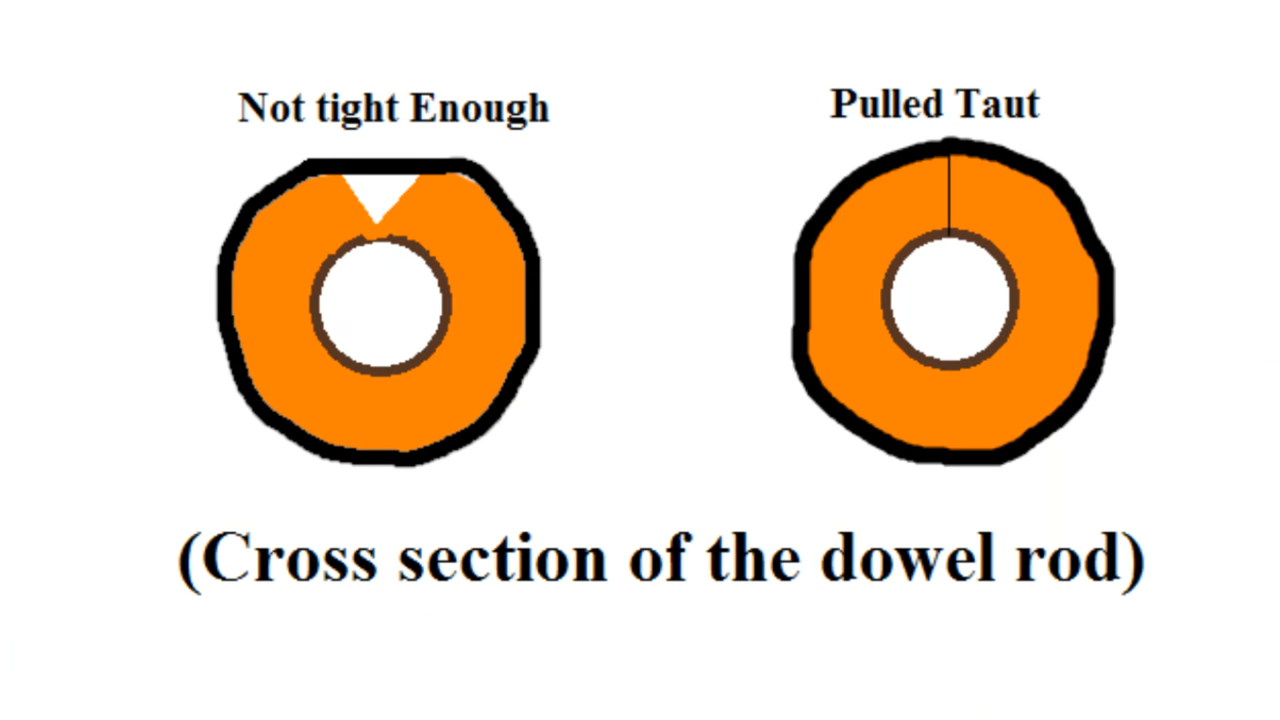 Not tight Enough
Pulled Taut
(Cross section of the dowel rod)